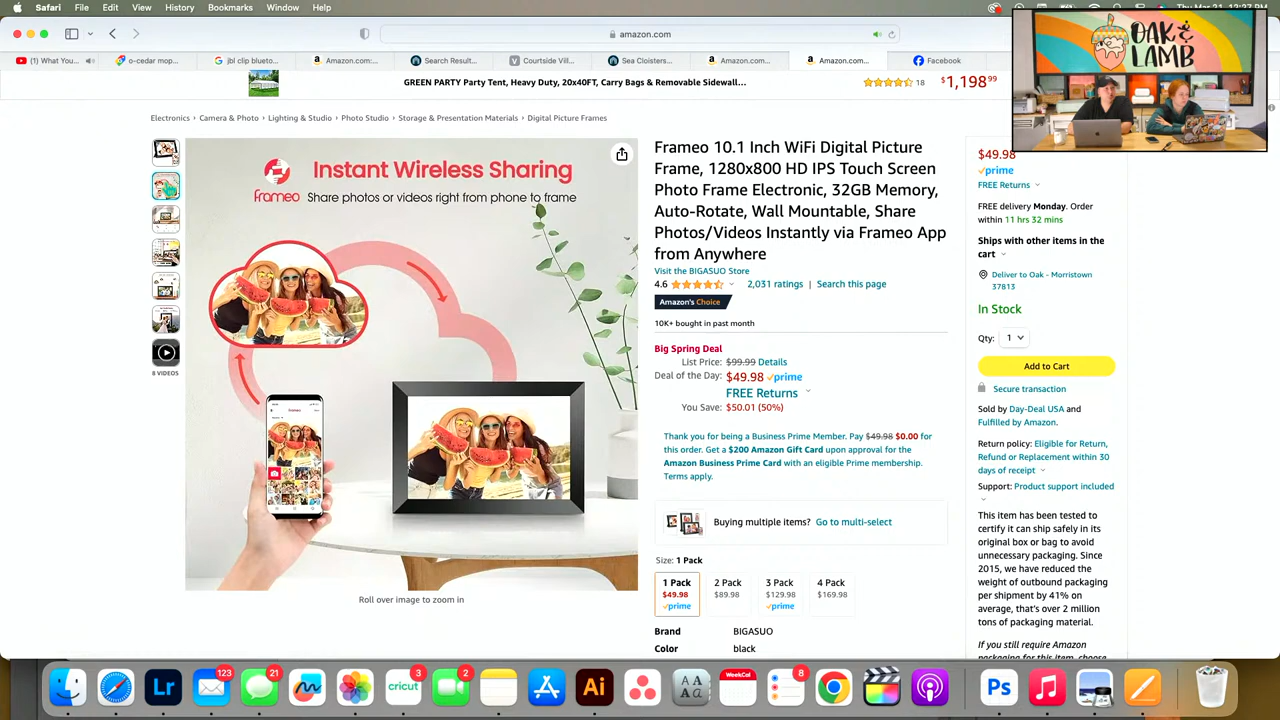 Safari File Edit View History Bookmarks Window Help
Thu Mar 21 12:27 PM
amazon.com
(1) What You...
o-cedar mop...
jbl clip blueto...
Amazon.com:...
Search Result...
Courtside Vill...
Sea Cloisters...
Amazon.com...
Amazon.com...
Facebook
OAK &
LAMB
GREEN PARTY Party Tent, Heavy Duty, 20x40FT, Carry Bags & Removable Sidewall...
18
$1,198.99
Electronics › Camera & Photo › Lighting & Studio › Photo Studio › Storage & Presentation Materials › Digital Picture Frames
8 VIDEOS
Instant Wireless Sharing
frameo Share photos or videos right from phone to frame
Roll over image to zoom in
Frameo 10.1 Inch WiFi Digital Picture
Frame, 1280x800 HD IPS Touch Screen
Photo Frame Electronic, 32GB Memory,
Auto-Rotate, Wall Mountable, Share
Photos/Videos Instantly via Frameo App
from Anywhere
Visit the BIGASUO Store
4.6 2,031 ratings | Search this page
Amazon's Choice
10K+ bought in past month
Big Spring Deal
List Price: $99.99 Details
Deal of the Day: $49.98 prime
FREE Returns
You Save: $50.01 (50%)
Thank you for being a Business Prime Member. Pay $49.98 $0.00 for
this order. Get a $200 Amazon Gift Card upon approval for the
Amazon Business Prime Card with an eligible Prime membership.
Terms apply.
Buying multiple items? Go to multi-select
Size: 1 Pack
1 Pack 2 Pack 3 Pack 4 Pack
$49.98 $89.98 $129.98 $169.98
prime prime
Brand BIGASUO
Color black
$49.98
prime
FREE Returns
FREE delivery Monday. Order
within 11 hrs 32 mins
Ships with other items in the
cart
Deliver to Oak - Morristown
37813
In Stock
Qty: 1
Add to Cart
Secure transaction
Sold by Day-Deal USA and
Fulfilled by Amazon.
Return policy: Eligible for Return,
Refund or Replacement within 30
days of receipt
Support: Product support included
This item has been tested to
certify it can ship safely in its
original box or bag to avoid
unnecessary packaging. Since
2015, we have reduced the
weight of outbound packaging
per shipment by 41% on
average, that's over 2 million
tons of packaging material.
If you still require Amazon
packaging for this item, choose
Lr
123
21
3
cricut
2
Ai
WeekCal
8
Ps